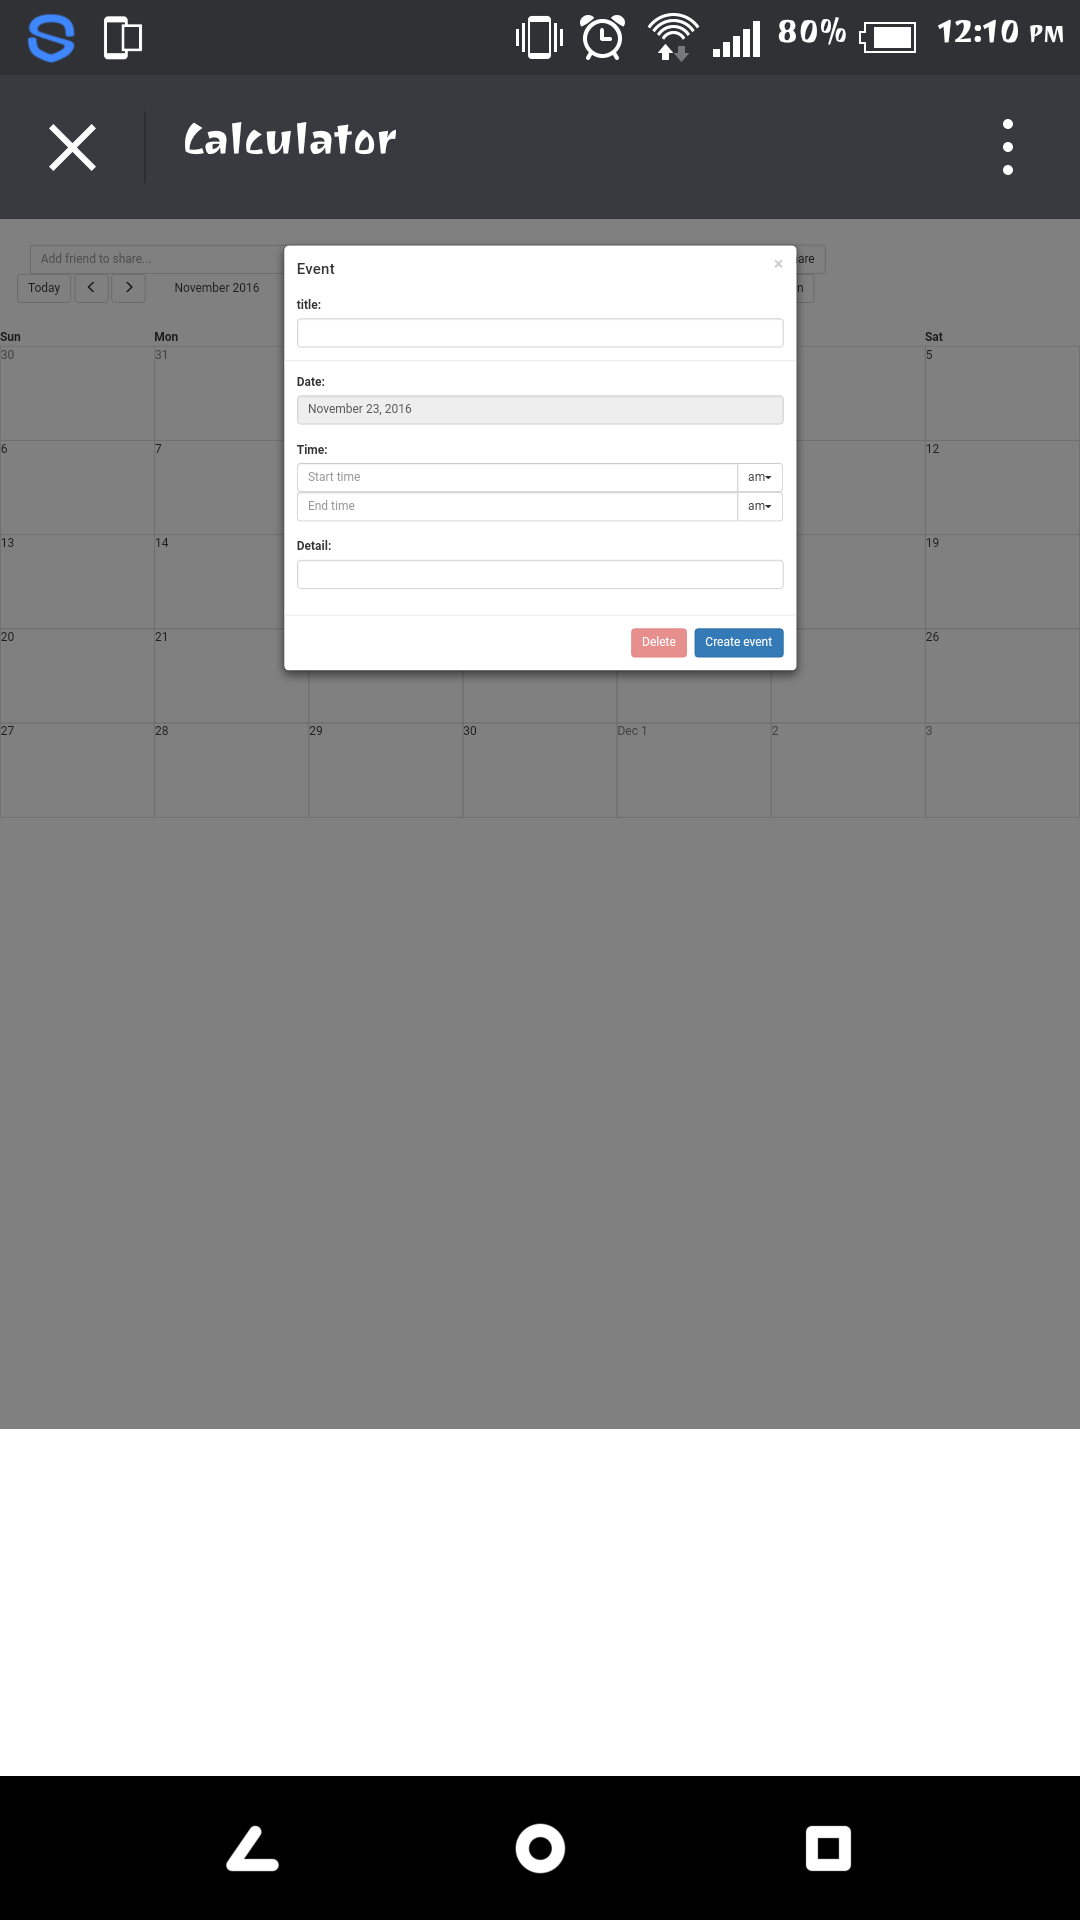 80% 12:10 PM
Calculator
Add friend to share... are
Today November 2016 n
Event ×
title:
Date:
November 23, 2016
Time:
Start time am
End time am
Detail:
Delete Create event
Sun Mon Sat
30 31 5
6 7 12
13 14 19
20 21 26
27 28 29 30 Dec 1 2 3